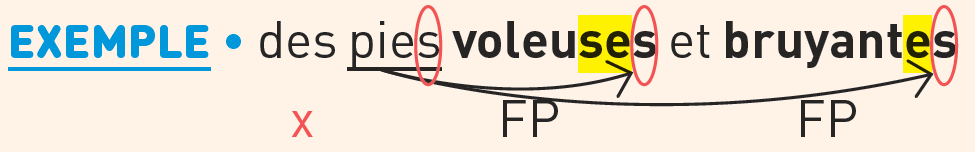 EXEMPLE • des pies voleuses et bruyantes
x FP FP